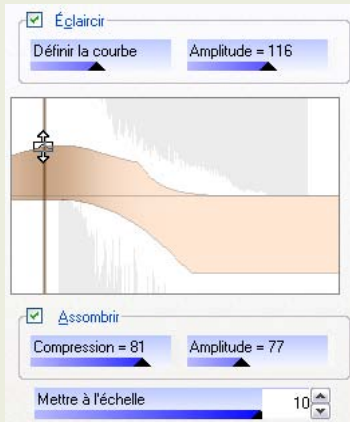 Éclaircir
Définir la courbe Amplitude = 116
Assombrir
Compression = 81 Amplitude = 77
Mettre à l'échelle 10